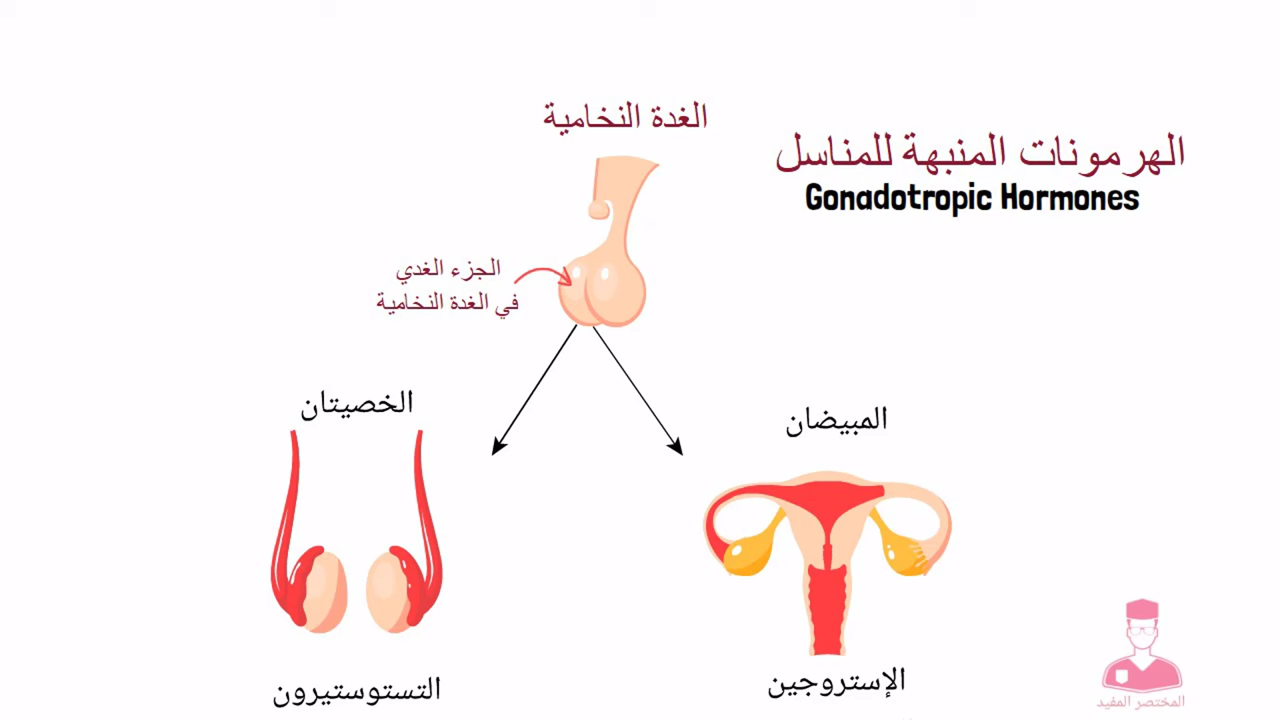 الغدة النخامية
الهرمونات المنبهة للمناسل
Gonadotropic Hormones
الجزء الغدي
في الغدة النخامية
الخصيتان
المبيضان
التستوستيرون
الإستروجين
المختصر المفيد